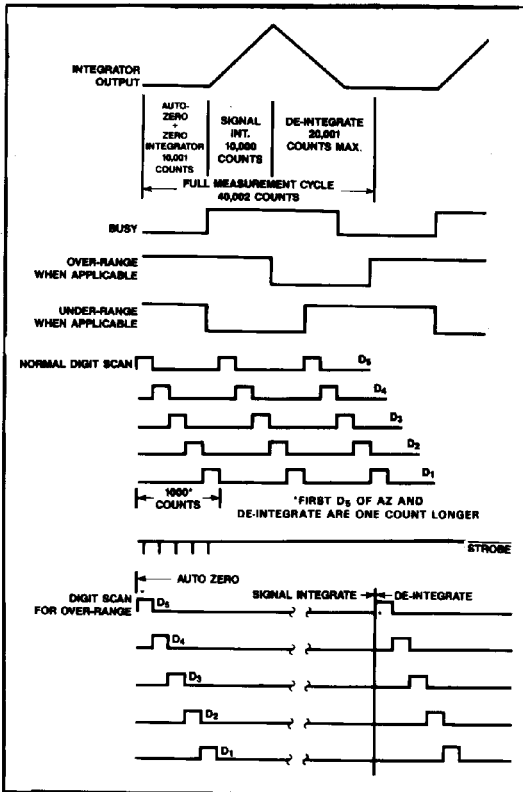 INTEGRATOR
OUTPUT
AUTO-
ZERO
+
ZERO
INTEGRATOR
10,001
COUNTS
SIGNAL
INT.
10,000
COUNTS
DE-INTEGRATE
20,001
COUNTS MAX.
FULL MEASUREMENT CYCLE
40,002 COUNTS
BUSY
OVER-RANGE
WHEN APPLICABLE
UNDER-RANGE
WHEN APPLICABLE
NORMAL DIGIT SCAN
D5
D4
D3
D2
D1
1000*
COUNTS
*FIRST D5 OF AZ AND
DE-INTEGRATE ARE ONE COUNT LONGER
STROBE
AUTO ZERO
SIGNAL INTEGRATE
DE-INTEGRATE
DIGIT SCAN
FOR OVER-RANGE
* D5
*
D4
D3
D2
D1